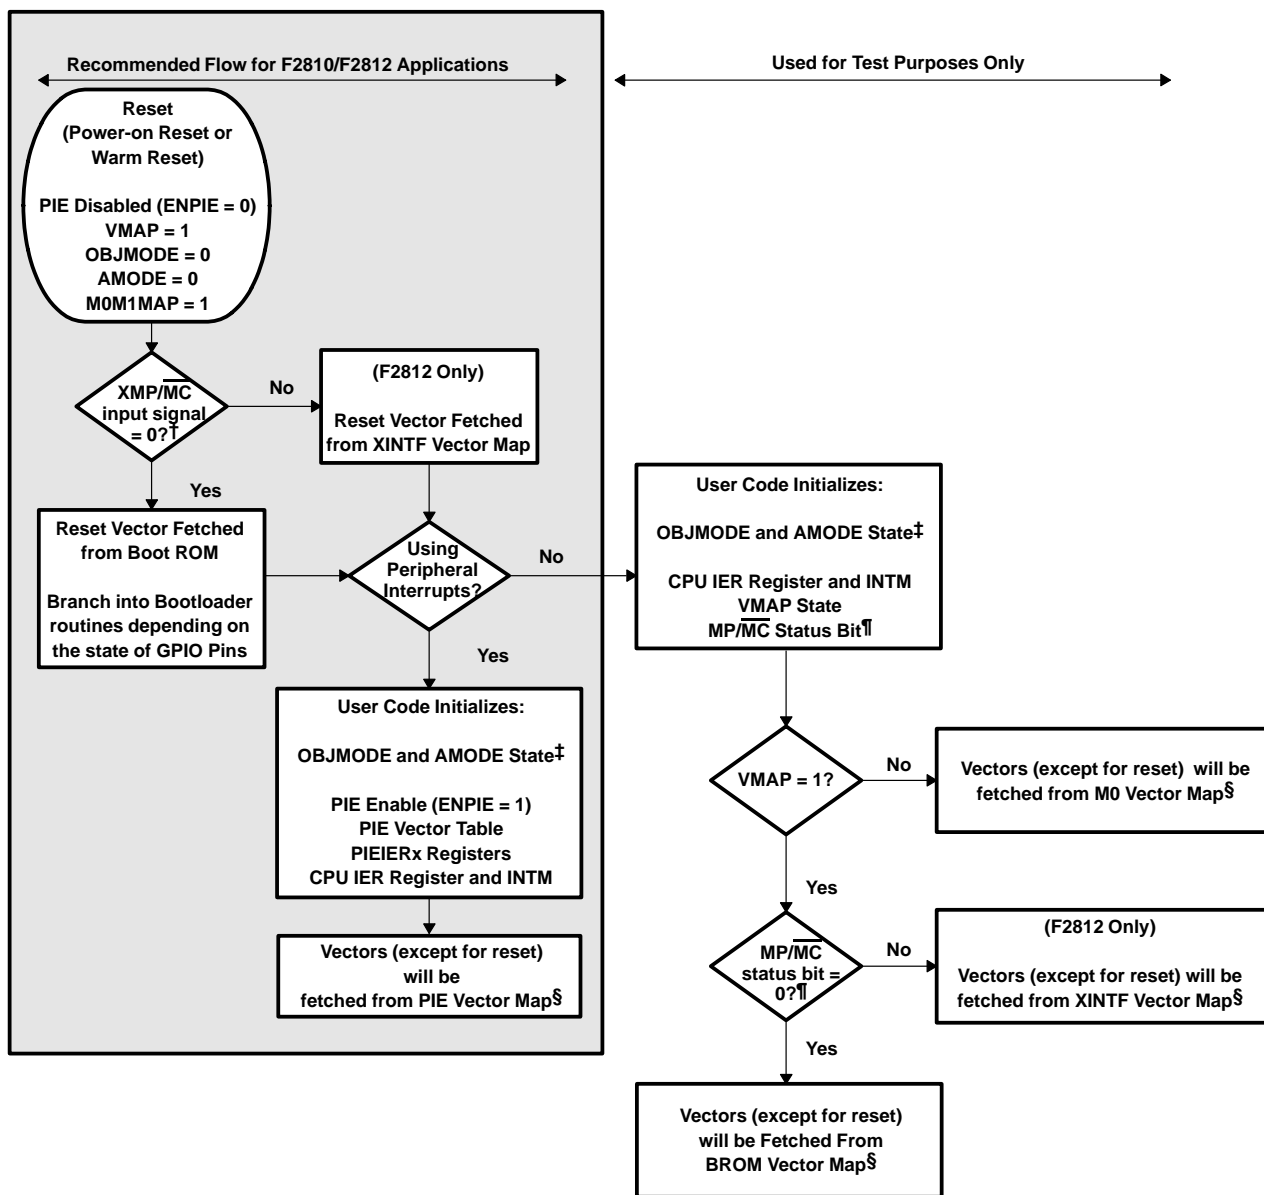 Recommended Flow for F2810/F2812 Applications
Used for Test Purposes Only
Reset
(Power-on Reset or
Warm Reset)
PIE Disabled (ENPIE = 0)
VMAP = 1
OBJMODE = 0
AMODE = 0
M0M1MAP = 1
XMP/M̅C̅
input signal
= 0?†
No
(F2812 Only)
Reset Vector Fetched
from XINTF Vector Map
Yes
Reset Vector Fetched
from Boot ROM
Branch into Bootloader
routines depending on
the state of GPIO Pins
Using
Peripheral
Interrupts?
No
User Code Initializes:
OBJMODE and AMODE State‡
CPU IER Register and INTM
VMAP State
MP/M̅C̅ Status Bit¶
Yes
User Code Initializes:
OBJMODE and AMODE State‡
PIE Enable (ENPIE = 1)
PIE Vector Table
PIEIERx Registers
CPU IER Register and INTM
Vectors (except for reset)
will be
fetched from PIE Vector Map§
VMAP = 1?
No
Vectors (except for reset) will be
fetched from M0 Vector Map§
Yes
MP/M̅C̅
status bit =
0?¶
No
(F2812 Only)
Vectors (except for reset) will be
fetched from XINTF Vector Map§
Yes
Vectors (except for reset)
will be Fetched From
BROM Vector Map§